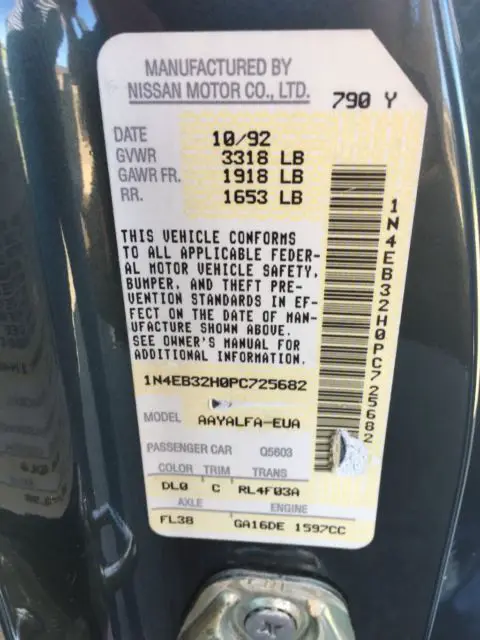 MANUFACTURED BY
NISSAN MOTOR CO., LTD.
790 Y
DATE 10/92
GVWR 3318 LB
GAWR FR. 1918 LB
RR. 1653 LB
THIS VEHICLE CONFORMS
TO ALL APPLICABLE FEDER-
AL MOTOR VEHICLE SAFETY,
BUMPER, AND THEFT PRE-
VENTION STANDARDS IN EF-
FECT ON THE DATE OF MAN-
UFACTURE SHOWN ABOVE.
SEE OWNER'S MANUAL FOR
ADDITIONAL INFORMATION.
1N4EB32H0PC725682
1N4EB32H0PC725682
MODEL AAYALFA-EUA
PASSENGER CAR Q5603
COLOR TRIM TRANS
DL0 C RL4F03A
AXLE ENGINE
FL38 GA16DE 1597CC